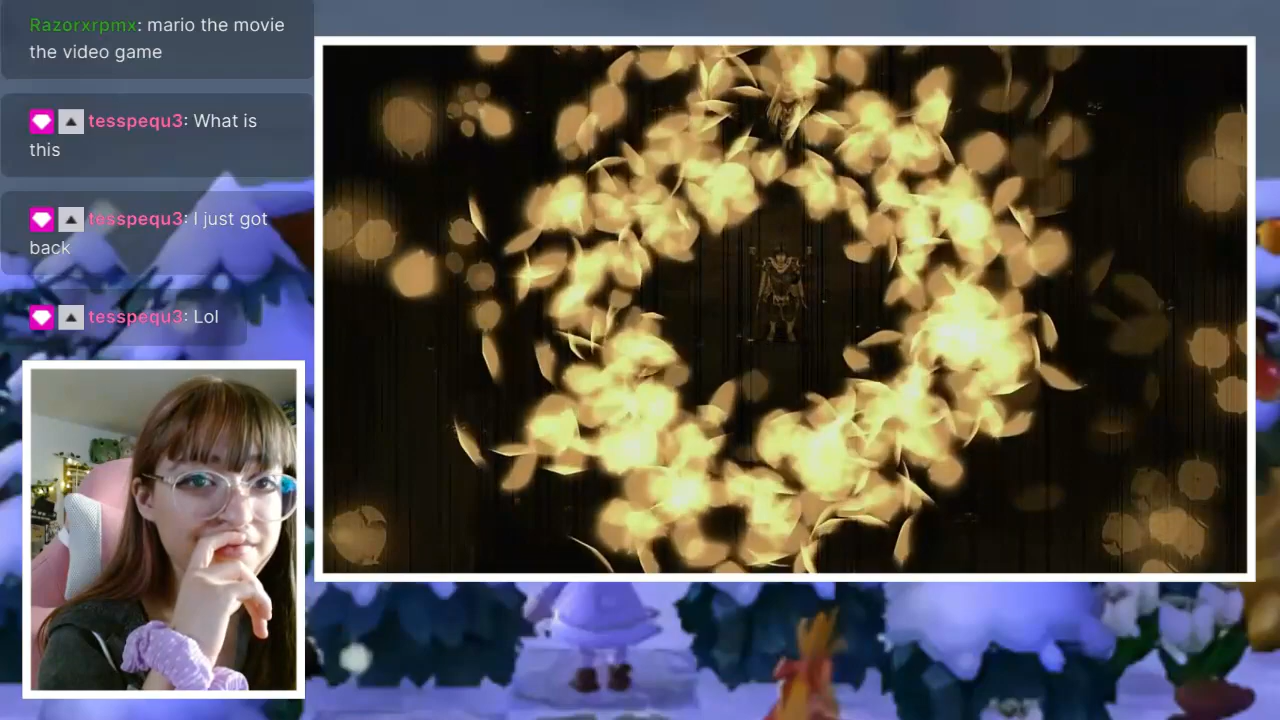 Razorxrpmx: mario the movie
the video game
tesspequ3: What is
this
tesspequ3: I just got
back
tesspequ3: Lol